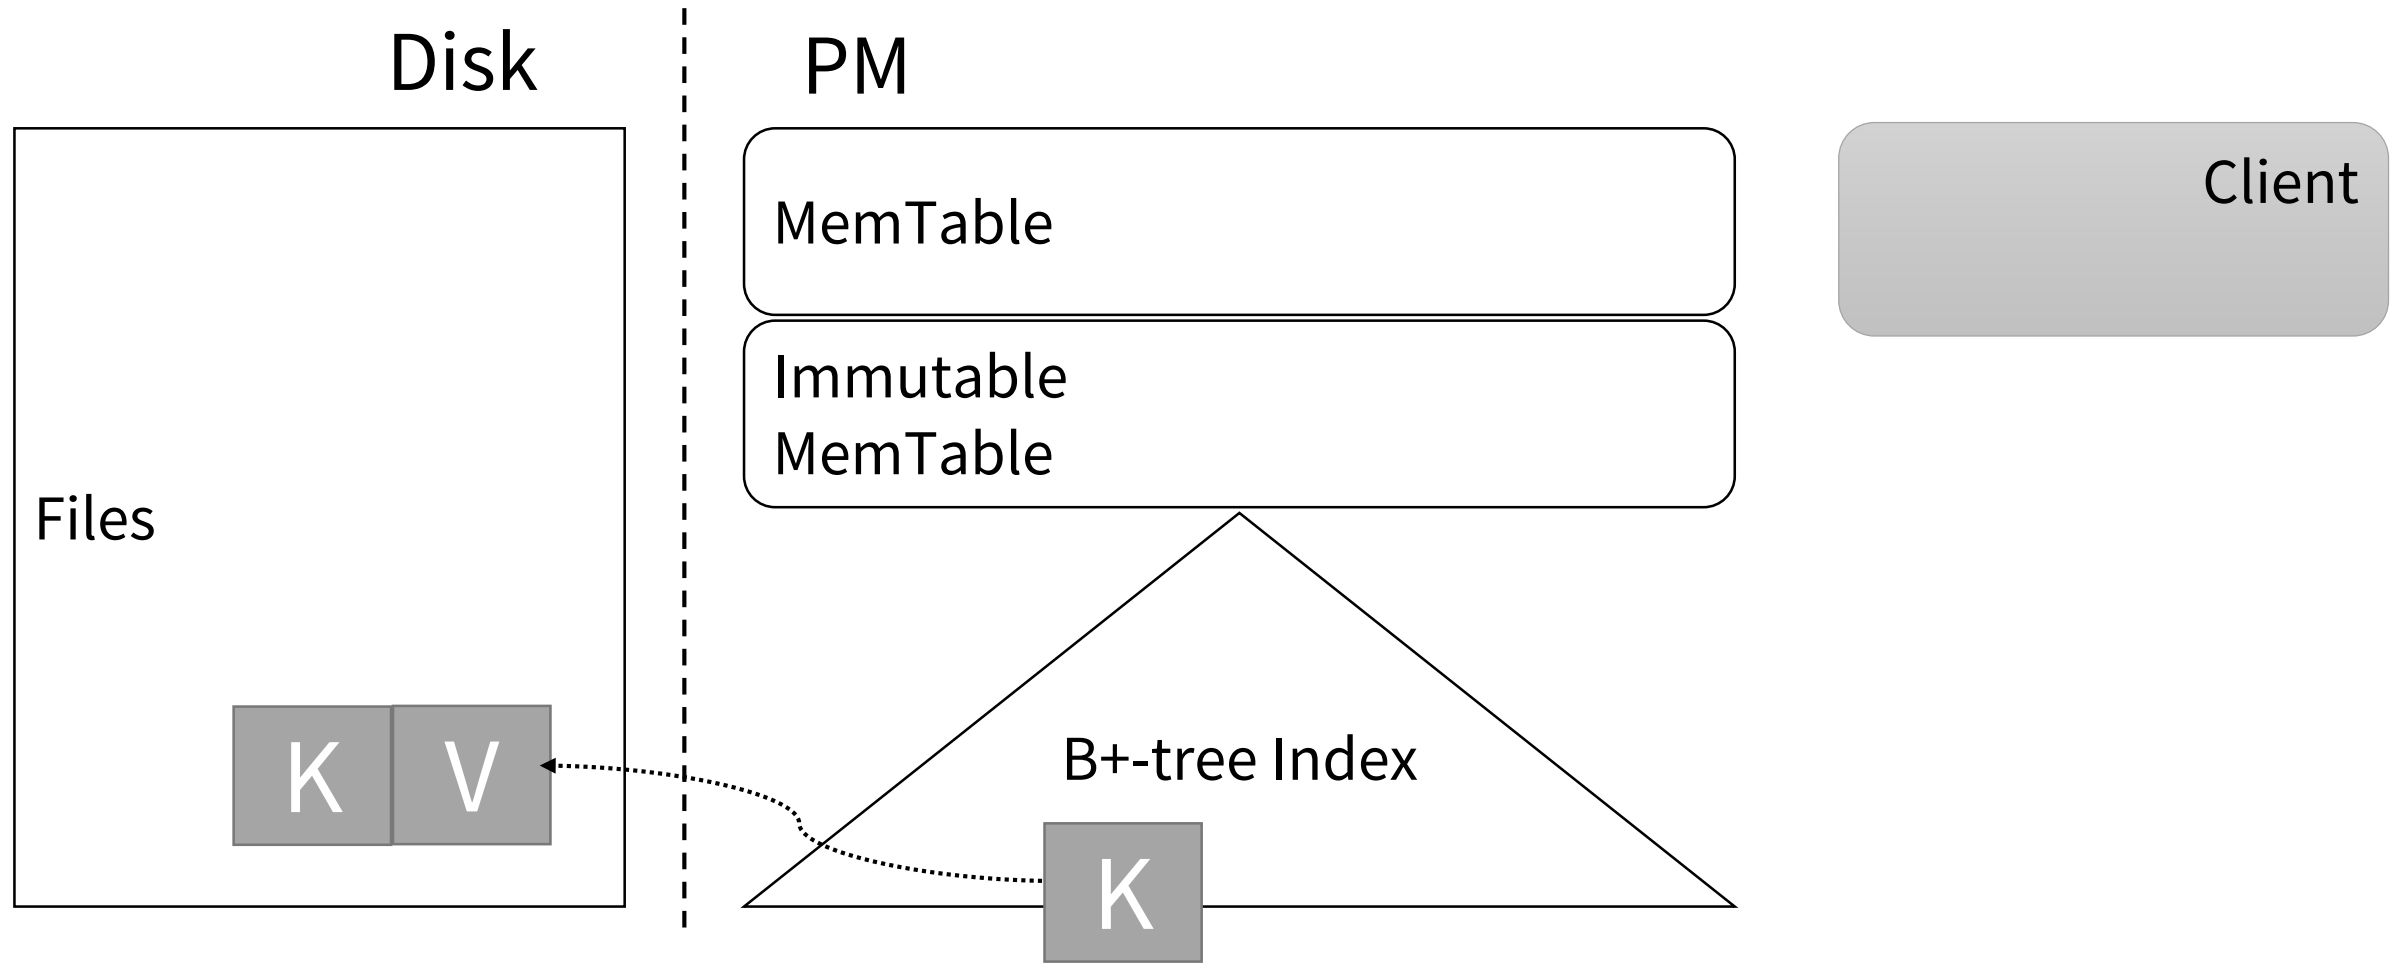 Disk
PM
MemTable
Client
Immutable
MemTable
Files
B+-tree Index
K V
K